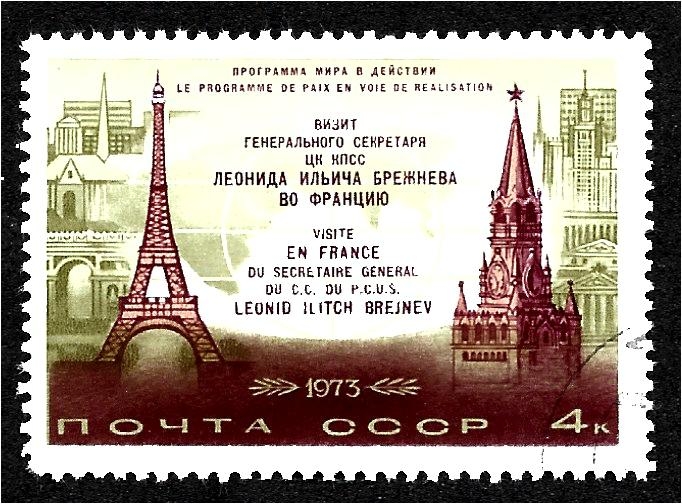 ПРОГРАММА МИРА В ДЕЙСТВИИ
LE PROGRAMME DE PAIX EN VOIE DE REALISATION
ВИЗИТ
ГЕНЕРАЛЬНОГО СЕКРЕТАРЯ
ЦК КПСС
ЛЕОНИДА ИЛЬИЧА БРЕЖНЕВА
ВО ФРАНЦИЮ
VISITE
EN FRANCE
DU SECRETAIRE GENERAL
DU C.C. DU P.C.U.S.
LEONID ILITCH BREJNEV
1973
ПОЧТА СССР 4к